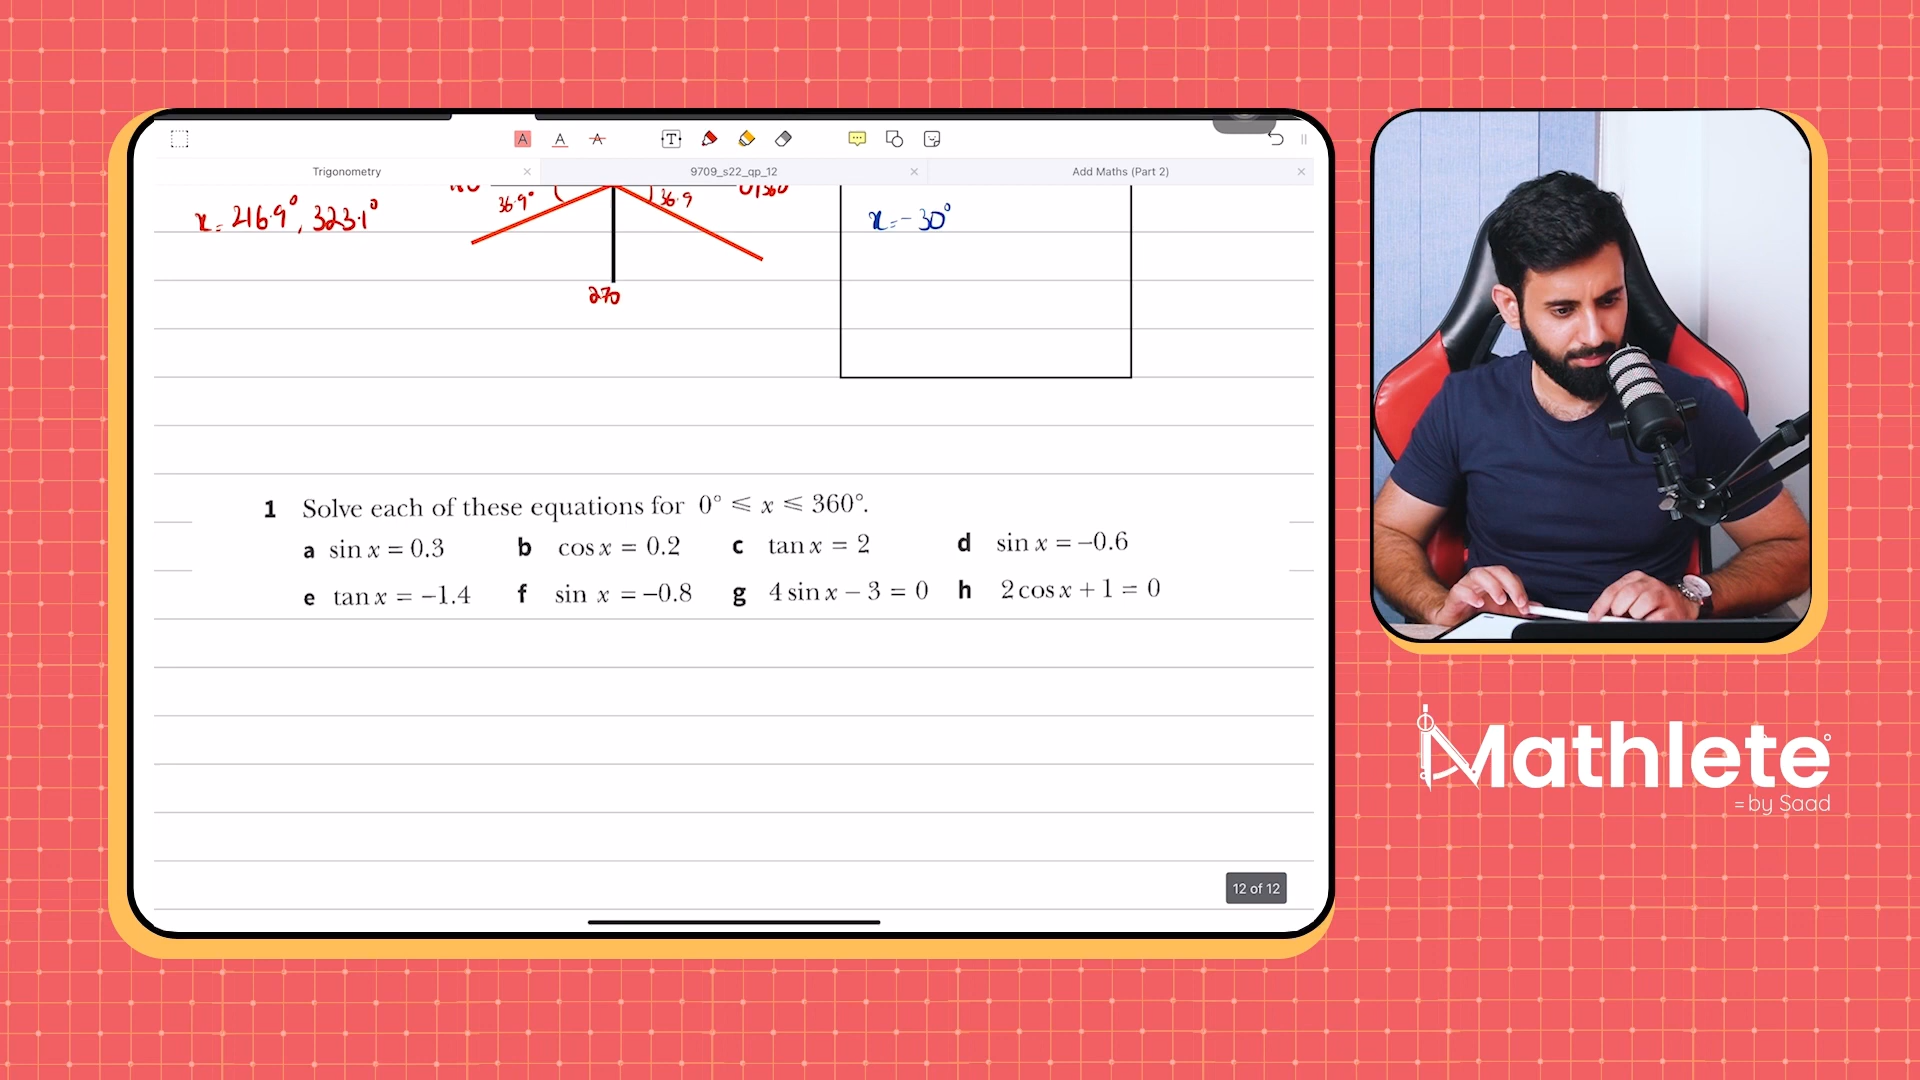 A A A T
Trigonometry 9709_s22_qp_12 Add Maths (Part 2)
36.9° 36.9
x = 216.9°, 323.1°
x = -30°
270
1 Solve each of these equations for 0° ⩽ x ⩽ 360°.
a sin x = 0.3 b cos x = 0.2 c tan x = 2 d sin x = −0.6
e tan x = −1.4 f sin x = −0.8 g 4 sin x − 3 = 0 h 2 cos x + 1 = 0
12 of 12
Mathlete°
= by Saad